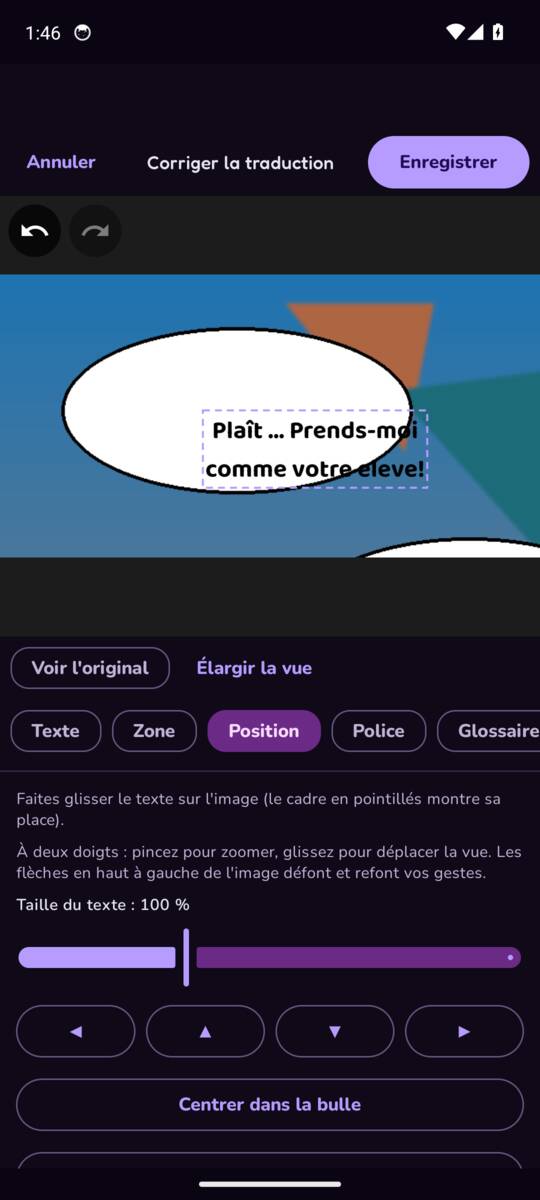 1:46
Annuler
Corriger la traduction
Enregistrer
Plaît ... Prends-moi
comme votre eleve!
Voir l'original
Élargir la vue
Texte
Zone
Position
Police
Glossaire
Faites glisser le texte sur l'image (le cadre en pointillés montre sa
place).
À deux doigts : pincez pour zoomer, glissez pour déplacer la vue. Les
flèches en haut à gauche de l'image défont et refont vos gestes.
Taille du texte : 100 %
Centrer dans la bulle